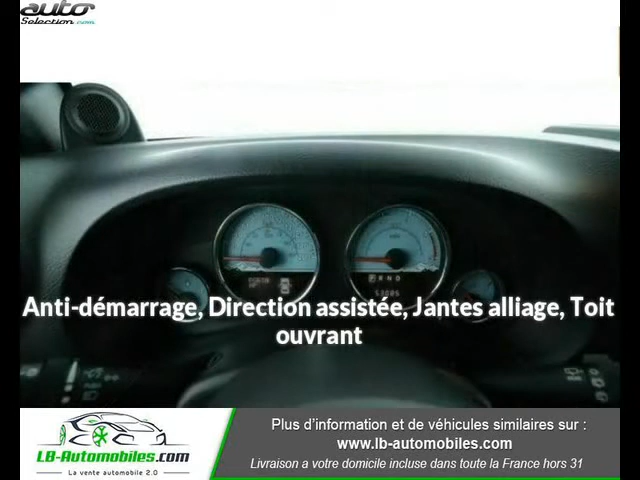 auto
Selection.com
P R N D
Anti-démarrage, Direction assistée, Jantes alliage, Toit
ouvrant
LB-Automobiles.com
La vente automobile 2.0
Plus d'information et de véhicules similaires sur :
www.lb-automobiles.com
Livraison a votre domicile incluse dans toute la France hors 31